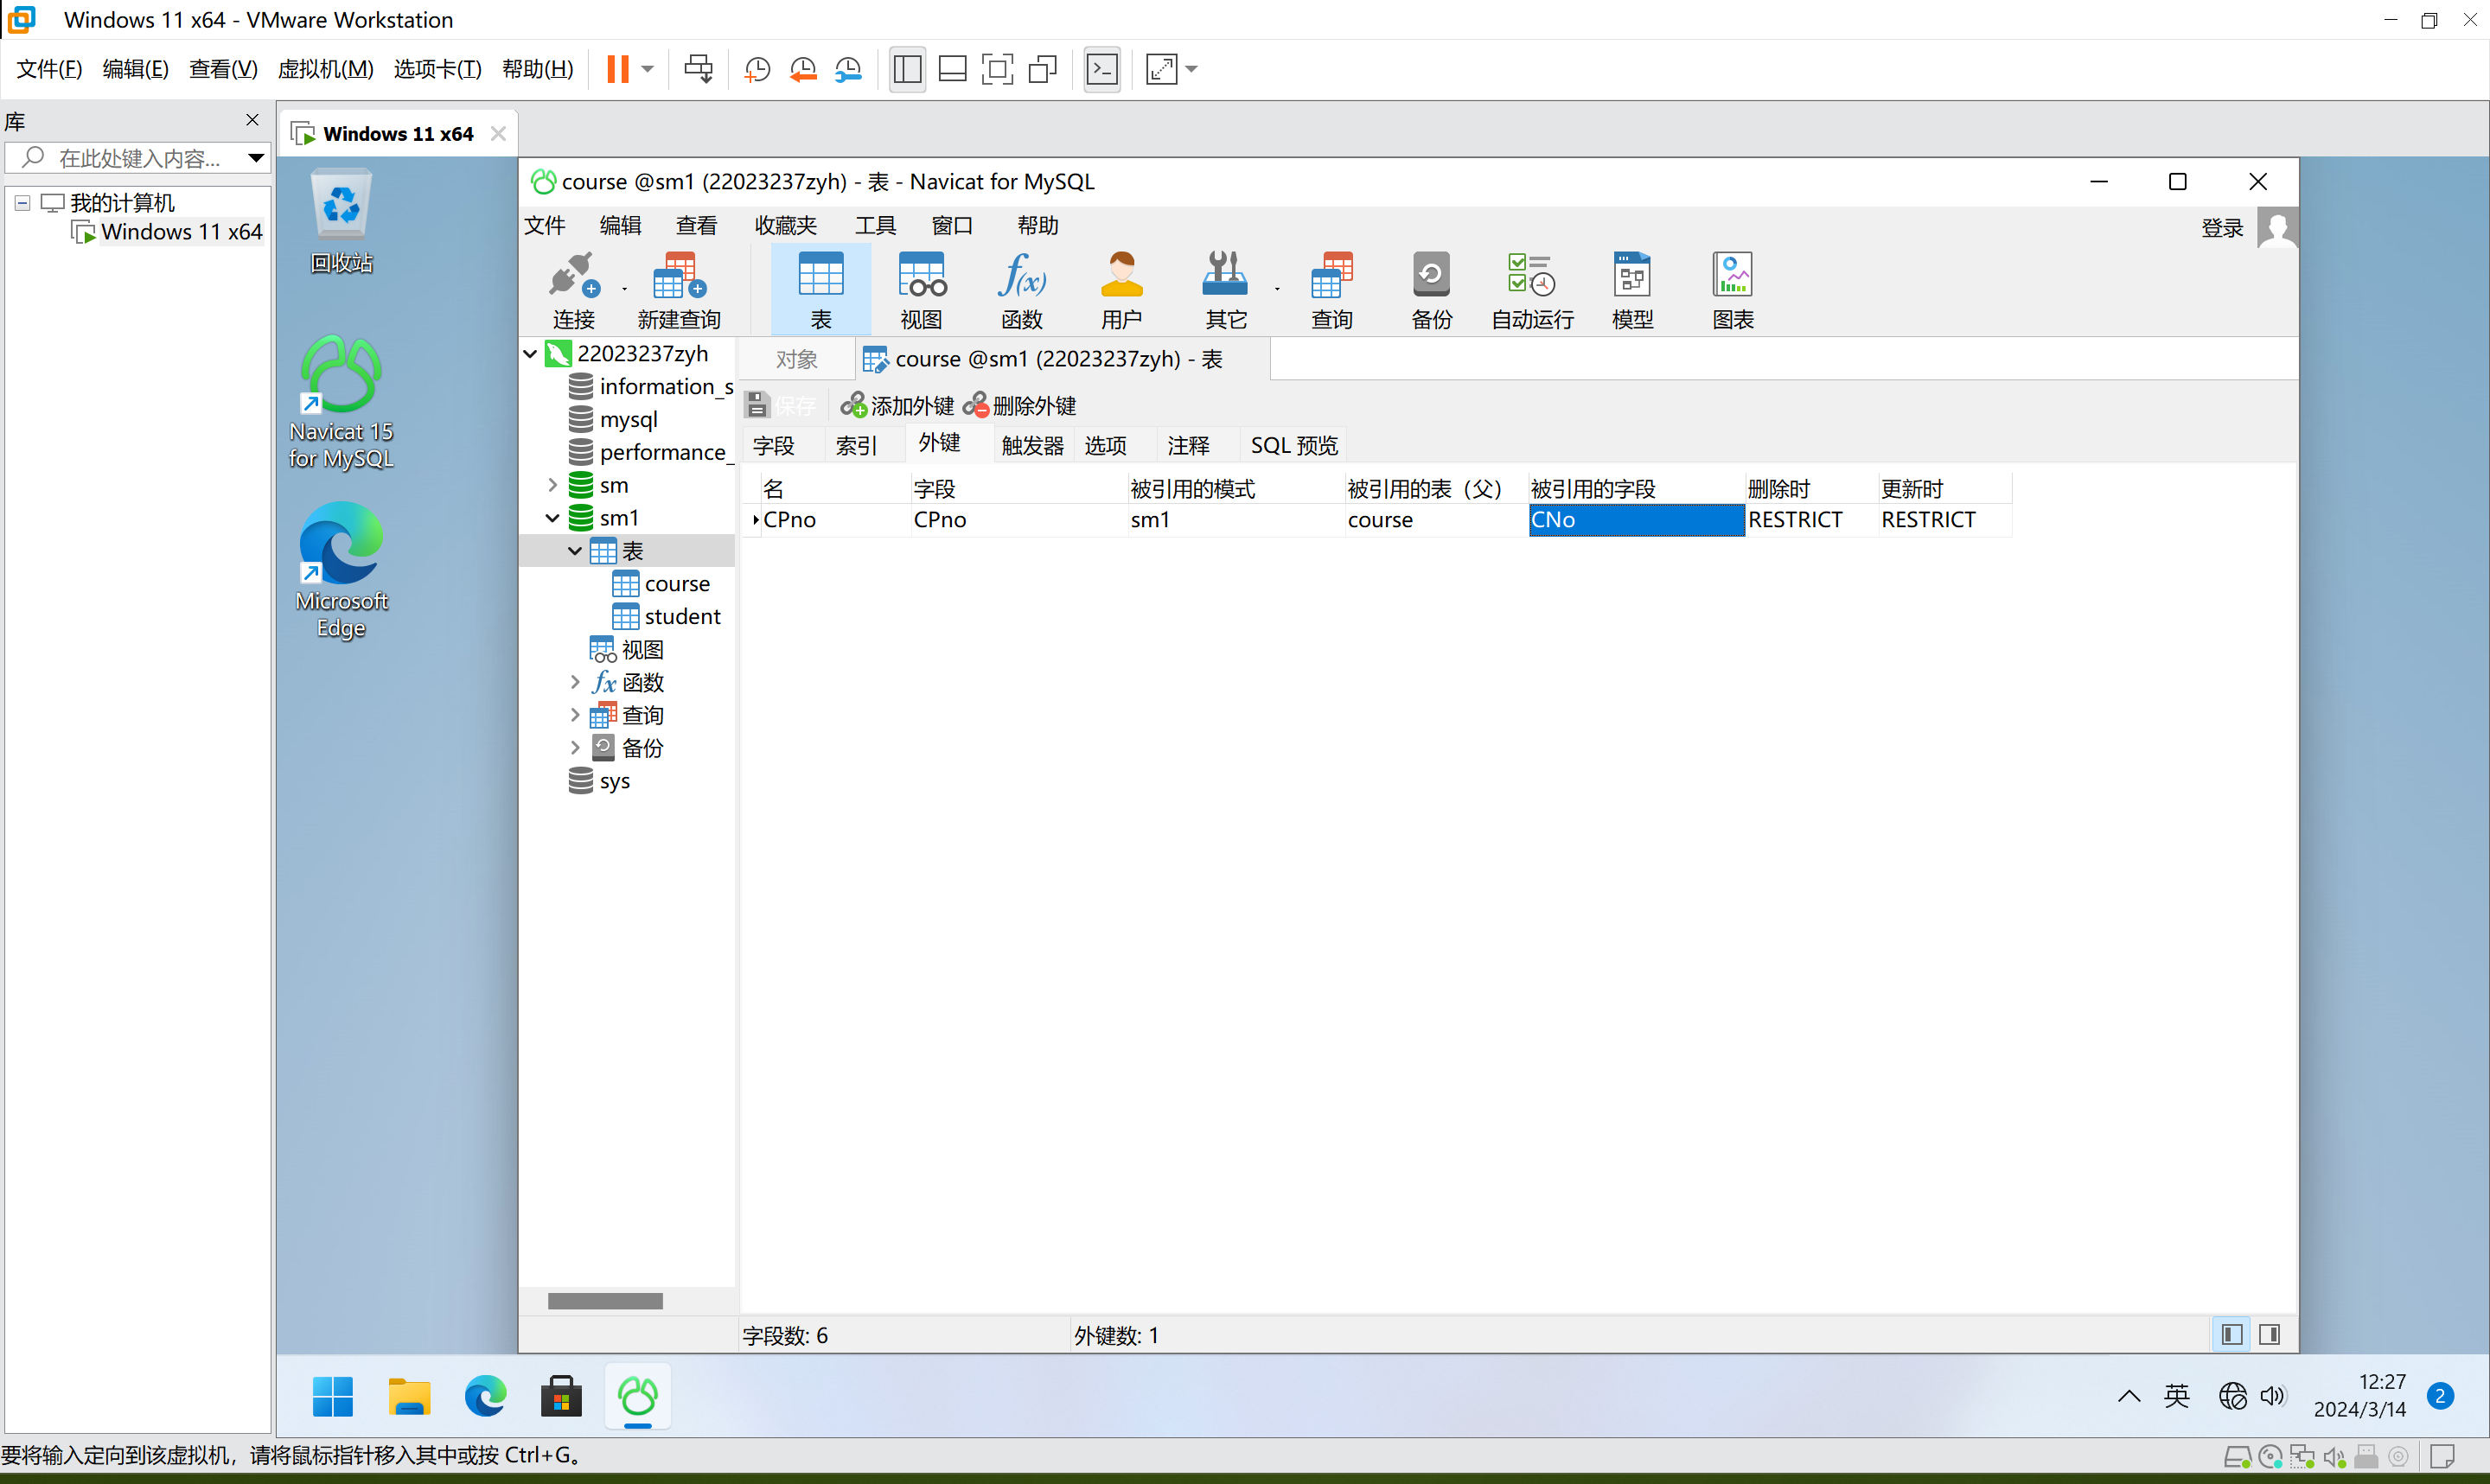 Windows 11 x64 - VMware Workstation
文件(F) 编辑(E) 查看(V) 虚拟机(M) 选项卡(T) 帮助(H)
库
在此处键入内容...
我的计算机
Windows 11 x64
Windows 11 x64
回收站
Navicat 15
for MySQL
Microsoft
Edge
course @sm1 (22023237zyh) - 表 - Navicat for MySQL
文件 编辑 查看 收藏夹 工具 窗口 帮助
登录
连接 新建查询 表 视图 函数 用户 其它 查询 备份 自动运行 模型 图表
22023237zyh
information_s
mysql
performance_
sm
sm1
表
course
student
视图
函数
查询
备份
sys
对象 course @sm1 (22023237zyh) - 表
保存 添加外键 删除外键
字段 索引 外键 触发器 选项 注释 SQL 预览
名 字段 被引用的模式 被引用的表（父） 被引用的字段 删除时 更新时
CPno CPno sm1 course CNo RESTRICT RESTRICT
字段数: 6 外键数: 1
英
12:27
2024/3/14
2
要将输入定向到该虚拟机，请将鼠标指针移入其中或按 Ctrl+G。